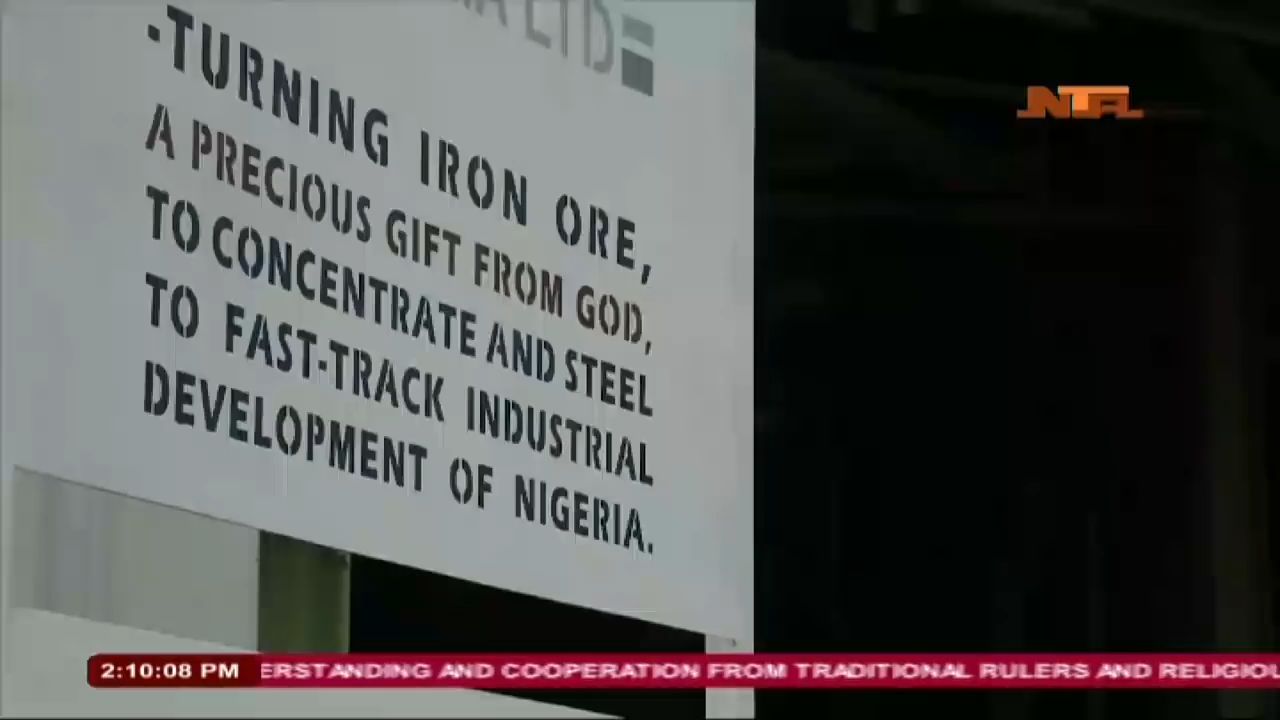 -TURNING IRON ORE,
A PRECIOUS GIFT FROM GOD,
TO CONCENTRATE AND STEEL
TO FAST-TRACK INDUSTRIAL
DEVELOPMENT OF NIGERIA.
NTA
2:10:08 PM ERSTANDING AND COOPERATION FROM TRADITIONAL RULERS AND RELIGIOU